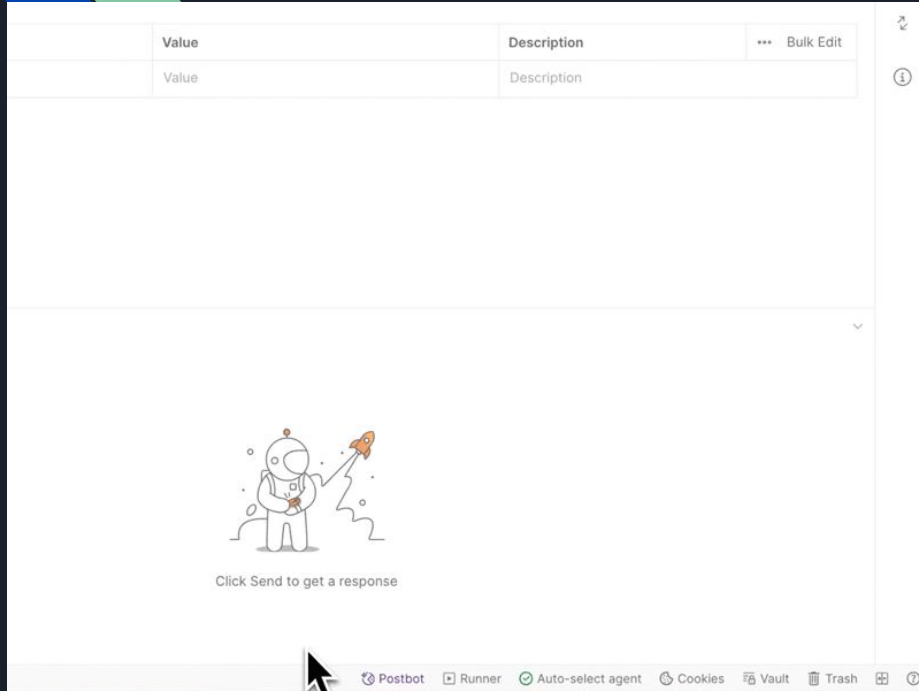 Value Description ••• Bulk Edit
Value Description
Click Send to get a response
Postbot Runner Auto-select agent Cookies Vault Trash